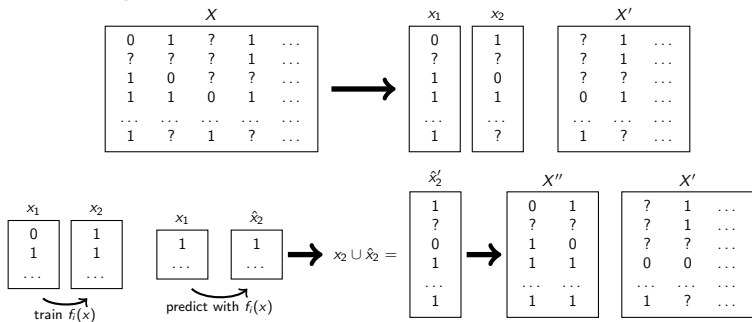 X
0 1 ? 1 ...
? ? ? 1 ...
1 0 ? ? ...
1 1 0 1 ...
... ... ... ... ...
1 ? 1 ? ...
x₁ x₂ X′
0 1 ? 1 ...
? ? ? 1 ...
1 0 ? ? ...
1 1 0 1 ...
... ... ... ... ...
1 ? 1 ? ...
x₁ x₂
0 1
1 1
... ...
train fᵢ(x)
x₁ x̂₂
1 1
... ...
predict with fᵢ(x)
x₂ ∪ x̂₂ =
x̂′₂
1
?
0
1
...
1
X″ X′
0 1 ? 1 ...
? ? ? 1 ...
1 0 ? ? ...
1 1 0 0 ...
... ... ... ... ...
1 1 1 ? ...